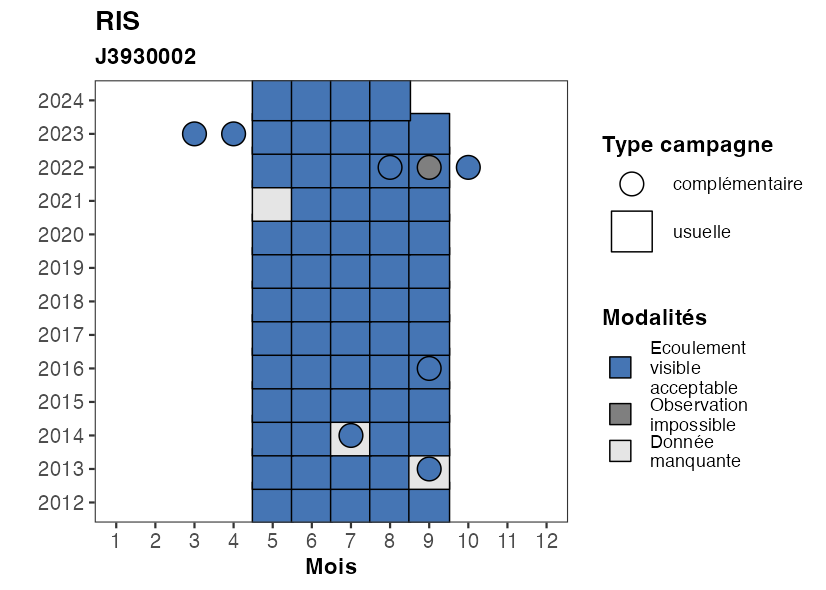 RIS
J3930002
2024
2023
2022
2021
2020
2019
2018
2017
2016
2015
2014
2013
2012
1 2 3 4 5 6 7 8 9 10 11 12
Mois
Type campagne
complémentaire
usuelle
Modalités
Ecoulement
visible
acceptable
Observation
impossible
Donnée
manquante